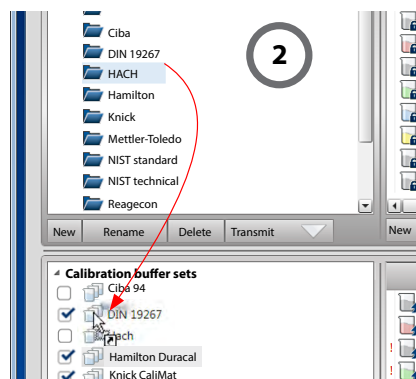 Ciba
DIN 19267
2
HACH
Hamilton
Knick
Mettler-Toledo
NIST standard
NIST technical
Reagecon
New Rename Delete Transmit New
Calibration buffer sets
Ciba 94
DIN 19267
Hach
Hamilton Duracal
!
Knick CaliMat
!